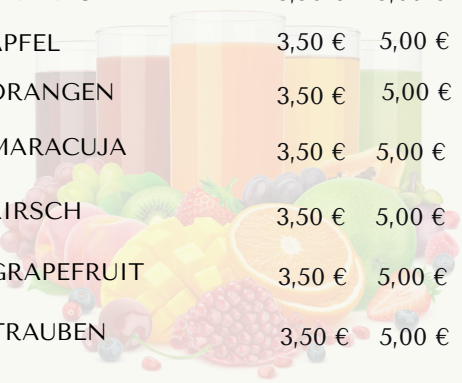 APFEL 3,50 € 5,00 €
ORANGEN 3,50 € 5,00 €
MARACUJA 3,50 € 5,00 €
KIRSCH 3,50 € 5,00 €
GRAPEFRUIT 3,50 € 5,00 €
TRAUBEN 3,50 € 5,00 €